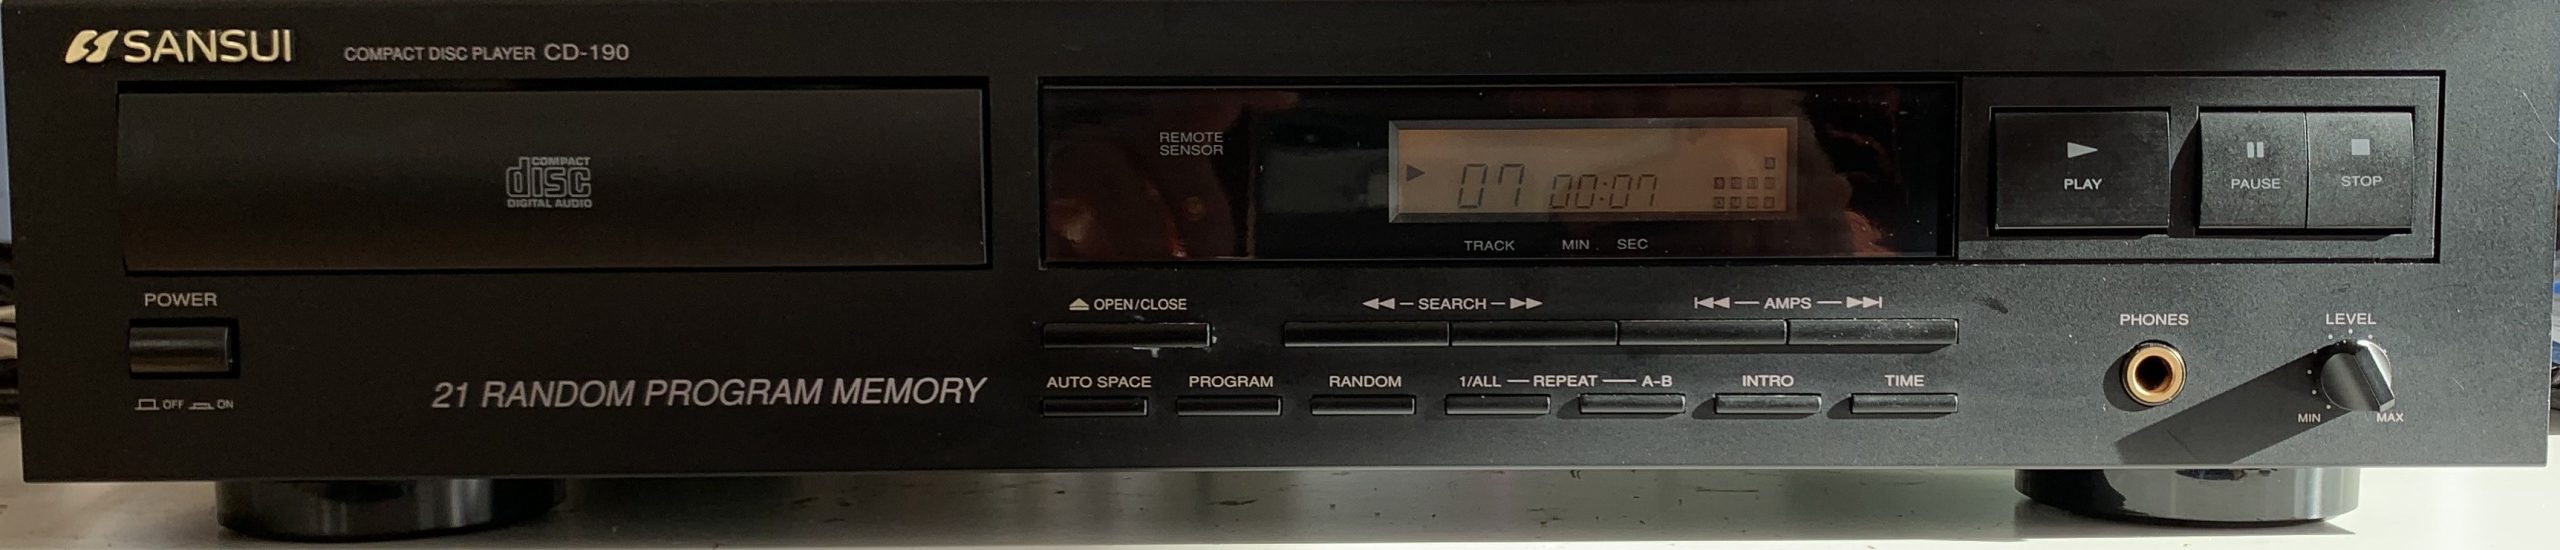 SANSUI COMPACT DISC PLAYER CD-190
COMPACT
disc
DIGITAL AUDIO
REMOTE
SENSOR
07 00:07
TRACK MIN SEC
PLAY
PAUSE
STOP
POWER
OFF ON
21 RANDOM PROGRAM MEMORY
OPEN/CLOSE
SEARCH
AMPS
AUTO SPACE PROGRAM RANDOM 1/ALL REPEAT A-B INTRO TIME
PHONES
LEVEL
MIN MAX